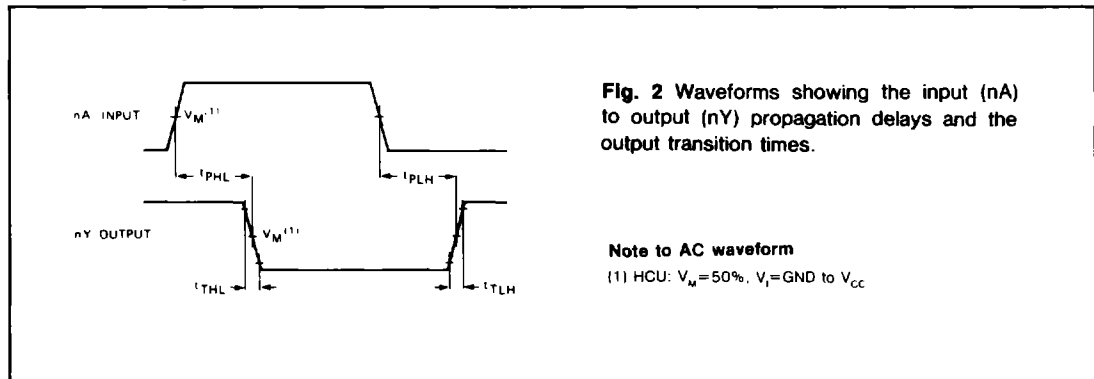 nA INPUT
VM(1)
tPHL
tPLH
nY OUTPUT
VM(1)
tTHL
tTLH
Fig. 2 Waveforms showing the input (nA)
to output (nY) propagation delays and the
output transition times.
Note to AC waveform
(1) HCU: VM=50%, VI=GND to VCC